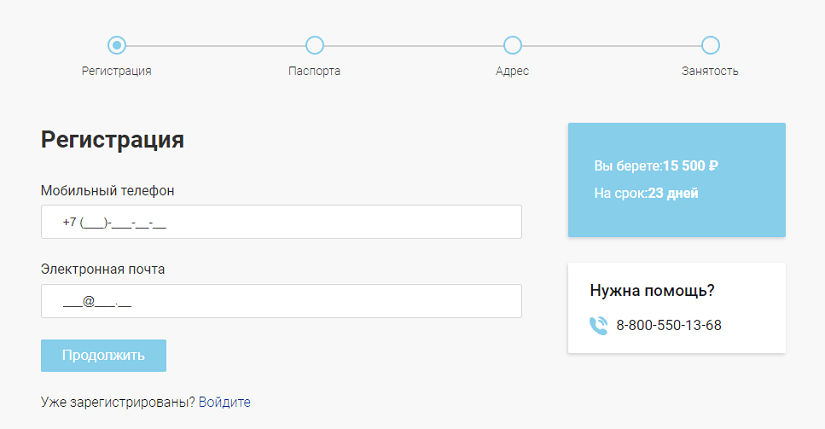 Регистрация
Паспорта
Адрес
Занятость
Регистрация
Мобильный телефон
+7 (___)-___-__-__
Электронная почта
___@___.__
Продолжить
Уже зарегистрированы? Войдите
Вы берете:15 500 ₽
На срок:23 дней
Нужна помощь?
8-800-550-13-68